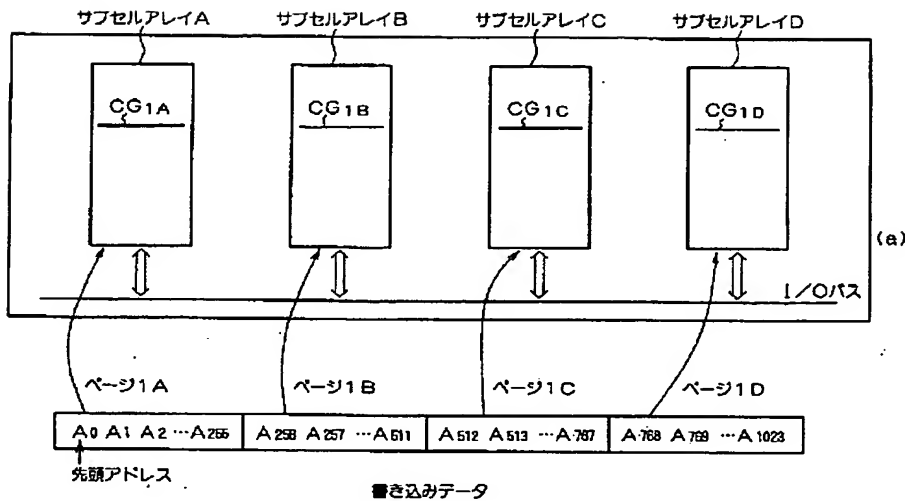 サブセルアレイA サブセルアレイB サブセルアレイC サブセルアレイD
CG1A CG1B CG1C CG1D
(a)
I/Oバス
ページ1A ページ1B ページ1C ページ1D
A0 A1 A2 …A255 A256 A257 …A511 A512 A513 …A767 A768 A769 …A1023
先頭アドレス
書き込みデータ